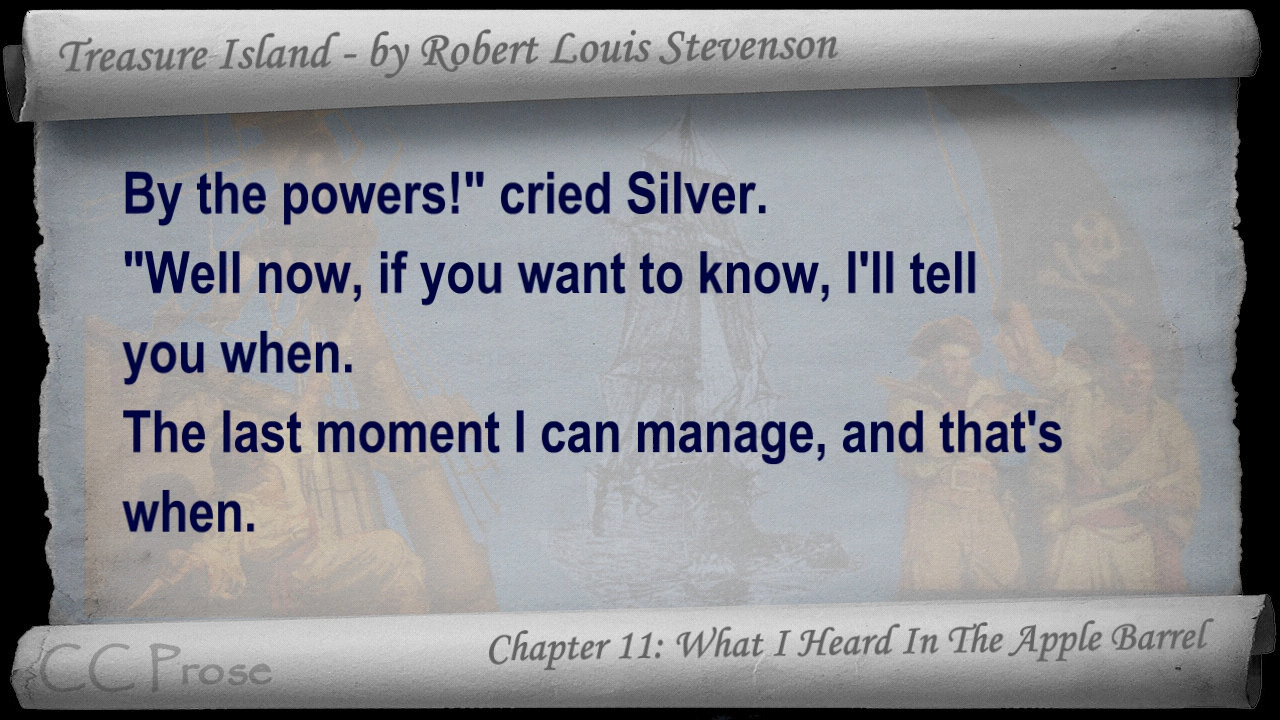 Treasure Island - by Robert Louis Stevenson
By the powers!" cried Silver.
"Well now, if you want to know, I'll tell
you when.
The last moment I can manage, and that's
when.
Chapter 11: What I Heard In The Apple Barrel
CC Prose